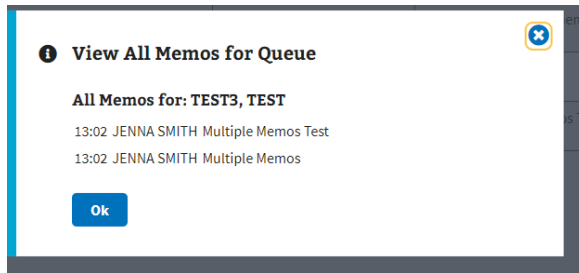 View All Memos for Queue
All Memos for: TEST3, TEST
13:02 JENNA SMITH Multiple Memos Test
13:02 JENNA SMITH Multiple Memos
Ok